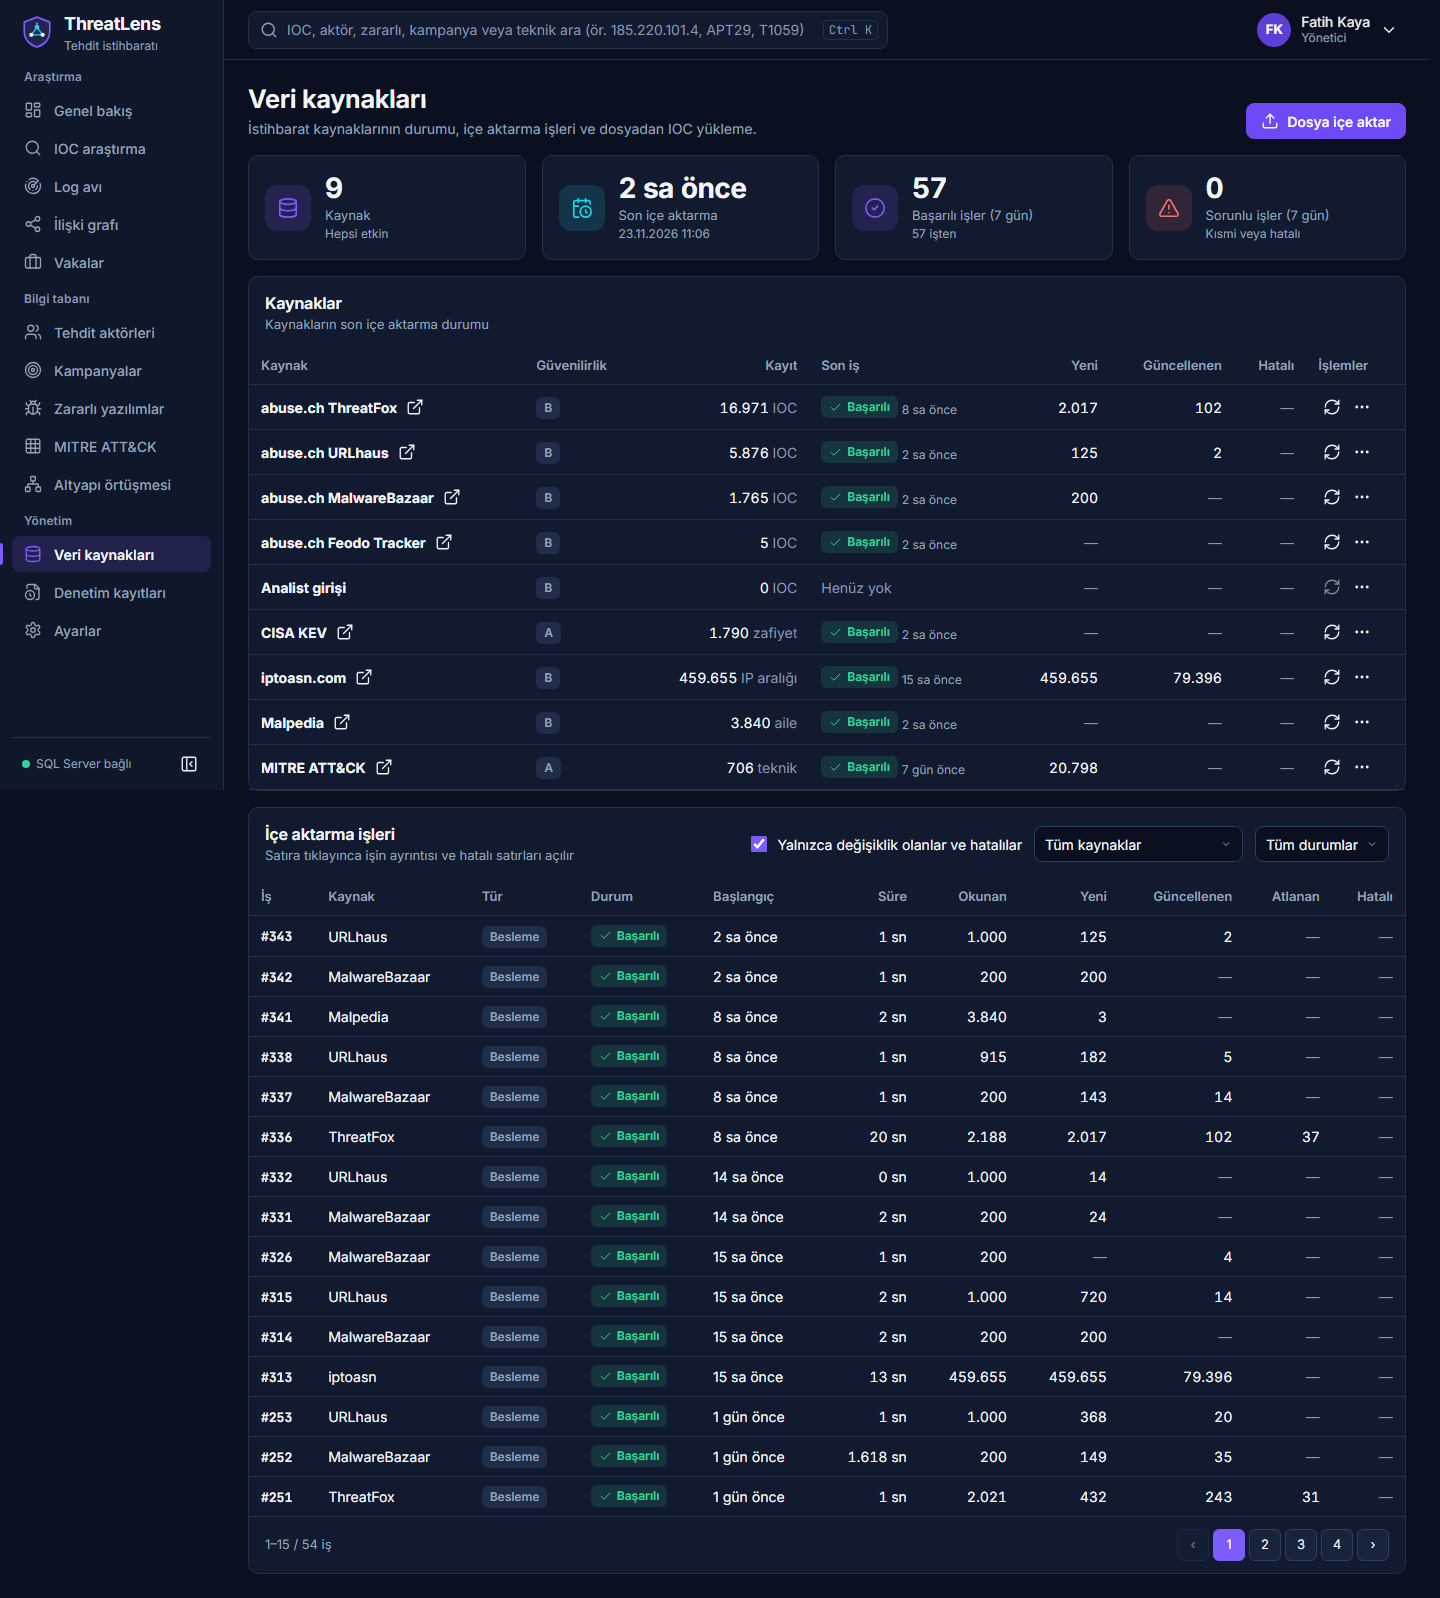 ThreatLens
Tehdit istihbaratı
IOC, aktör, zararlı, kampanya veya teknik ara (ör. 185.220.101.4, APT29, T1059) Ctrl K
FK Fatih Kaya
Yönetici
Araştırma
Genel bakış
IOC araştırma
Log avı
İlişki grafı
Vakalar
Bilgi tabanı
Tehdit aktörleri
Kampanyalar
Zararlı yazılımlar
MITRE ATT&CK
Altyapı örtüşmesi
Yönetim
Veri kaynakları
Denetim kayıtları
Ayarlar
SQL Server bağlı
Veri kaynakları
İstihbarat kaynaklarının durumu, içe aktarma işleri ve dosyadan IOC yükleme.
Dosya içe aktar
9
Kaynak
Hepsi etkin
2 sa önce
Son içe aktarma
23.11.2026 11:06
57
Başarılı işler (7 gün)
57 işten
0
Sorunlu işler (7 gün)
Kısmi veya hatalı
Kaynaklar
Kaynakların son içe aktarma durumu
Kaynak Güvenilirlik Kayıt Son iş Yeni Güncellenen Hatalı İşlemler
abuse.ch ThreatFox B 16.971 IOC Başarılı 8 sa önce 2.017 102 —
abuse.ch URLhaus B 5.876 IOC Başarılı 2 sa önce 125 2 —
abuse.ch MalwareBazaar B 1.765 IOC Başarılı 2 sa önce 200 — —
abuse.ch Feodo Tracker B 5 IOC Başarılı 2 sa önce — — —
Analist girişi B 0 IOC Henüz yok — — —
CISA KEV A 1.790 zafiyet Başarılı 2 sa önce — — —
iptoasn.com B 459.655 IP aralığı Başarılı 15 sa önce 459.655 79.396 —
Malpedia B 3.840 aile Başarılı 2 sa önce — — —
MITRE ATT&CK A 706 teknik Başarılı 7 gün önce 20.798 — —
İçe aktarma işleri
Satıra tıklayınca işin ayrıntısı ve hatalı satırları açılır
Yalnızca değişiklik olanlar ve hatalılar Tüm kaynaklar Tüm durumlar
İş Kaynak Tür Durum Başlangıç Süre Okunan Yeni Güncellenen Atlanan Hatalı
#343 URLhaus Besleme Başarılı 2 sa önce 1 sn 1.000 125 2 — —
#342 MalwareBazaar Besleme Başarılı 2 sa önce 1 sn 200 200 — — —
#341 Malpedia Besleme Başarılı 8 sa önce 2 sn 3.840 3 — — —
#338 URLhaus Besleme Başarılı 8 sa önce 1 sn 915 182 5 — —
#337 MalwareBazaar Besleme Başarılı 8 sa önce 1 sn 200 143 14 — —
#336 ThreatFox Besleme Başarılı 8 sa önce 20 sn 2.188 2.017 102 37 —
#332 URLhaus Besleme Başarılı 14 sa önce 0 sn 1.000 14 — — —
#331 MalwareBazaar Besleme Başarılı 14 sa önce 2 sn 200 24 — — —
#326 MalwareBazaar Besleme Başarılı 15 sa önce 1 sn 200 — 4 — —
#315 URLhaus Besleme Başarılı 15 sa önce 2 sn 1.000 720 14 — —
#314 MalwareBazaar Besleme Başarılı 15 sa önce 2 sn 200 200 — — —
#313 iptoasn Besleme Başarılı 15 sa önce 13 sn 459.655 459.655 79.396 — —
#253 URLhaus Besleme Başarılı 1 gün önce 1 sn 1.000 368 20 — —
#252 MalwareBazaar Besleme Başarılı 1 gün önce 1.618 sn 200 149 35 — —
#251 ThreatFox Besleme Başarılı 1 gün önce 1 sn 2.021 432 243 31 —
1–15 / 54 iş ‹ 1 2 3 4 ›